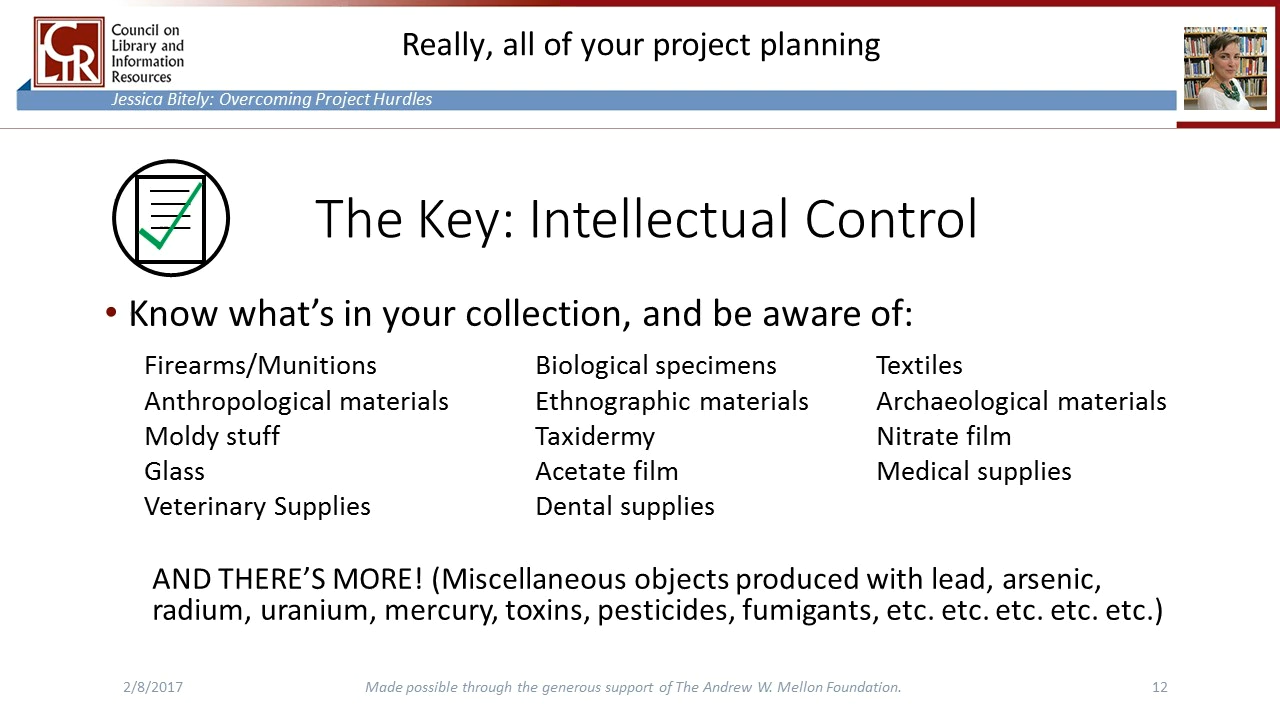 CLIR
Council on
Library and
Information
Resources
Really, all of your project planning
Jessica Bitely: Overcoming Project Hurdles
The Key: Intellectual Control
• Know what’s in your collection, and be aware of:
Firearms/Munitions Biological specimens Textiles
Anthropological materials Ethnographic materials Archaeological materials
Moldy stuff Taxidermy Nitrate film
Glass Acetate film Medical supplies
Veterinary Supplies Dental supplies
AND THERE’S MORE! (Miscellaneous objects produced with lead, arsenic,
radium, uranium, mercury, toxins, pesticides, fumigants, etc. etc. etc. etc. etc.)
2/8/2017 Made possible through the generous support of The Andrew W. Mellon Foundation. 12